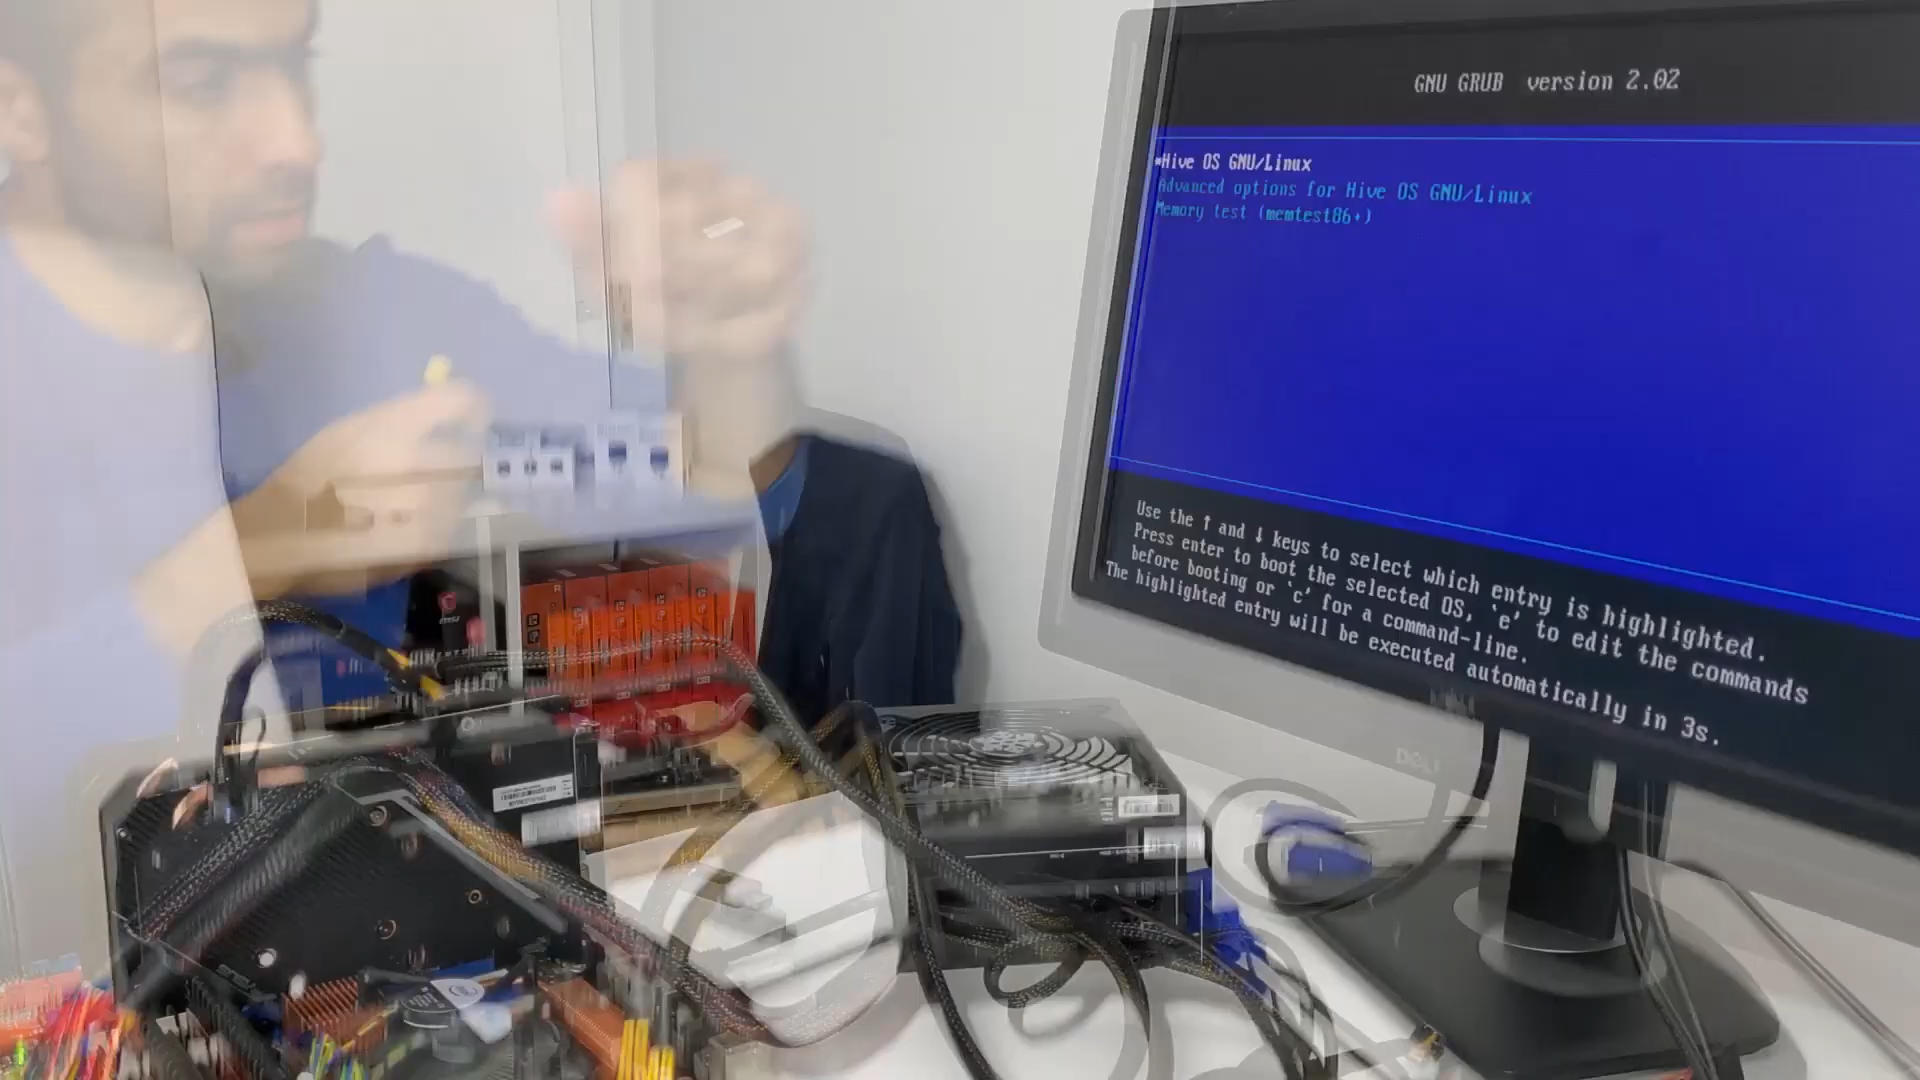 GNU GRUB version 2.02
*Hive OS GNU/Linux
Advanced options for Hive OS GNU/Linux
Memory test (memtest86+)
Use the ↑ and ↓ keys to select which entry is highlighted.
Press enter to boot the selected OS, `e' to edit the commands
before booting or `c' for a command-line.
The highlighted entry will be executed automatically in 3s.
DELL